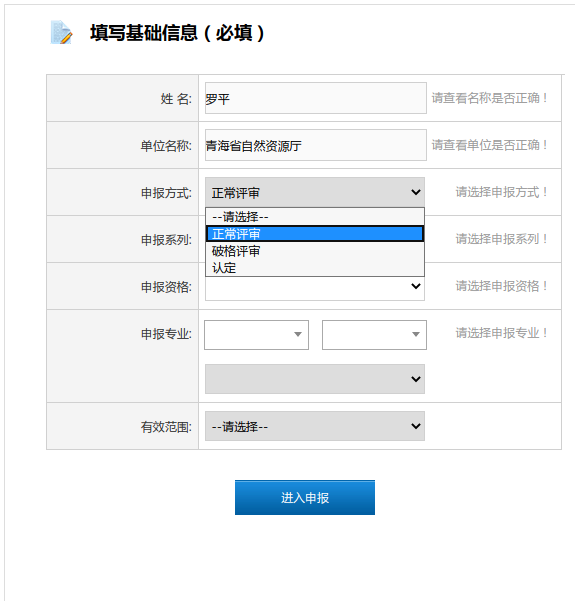 填写基础信息（必填）
姓 名: 罗平 请查看名称是否正确！
单位名称: 青海省自然资源厅 请查看单位是否正确！
申报方式: 正常评审 请选择申报方式！
--请选择--
正常评审
申报系列: 请选择申报系列！
破格评审
认定
申报资格: 请选择申报资格！
申报专业: 请选择申报专业！
有效范围: --请选择--
进入申报